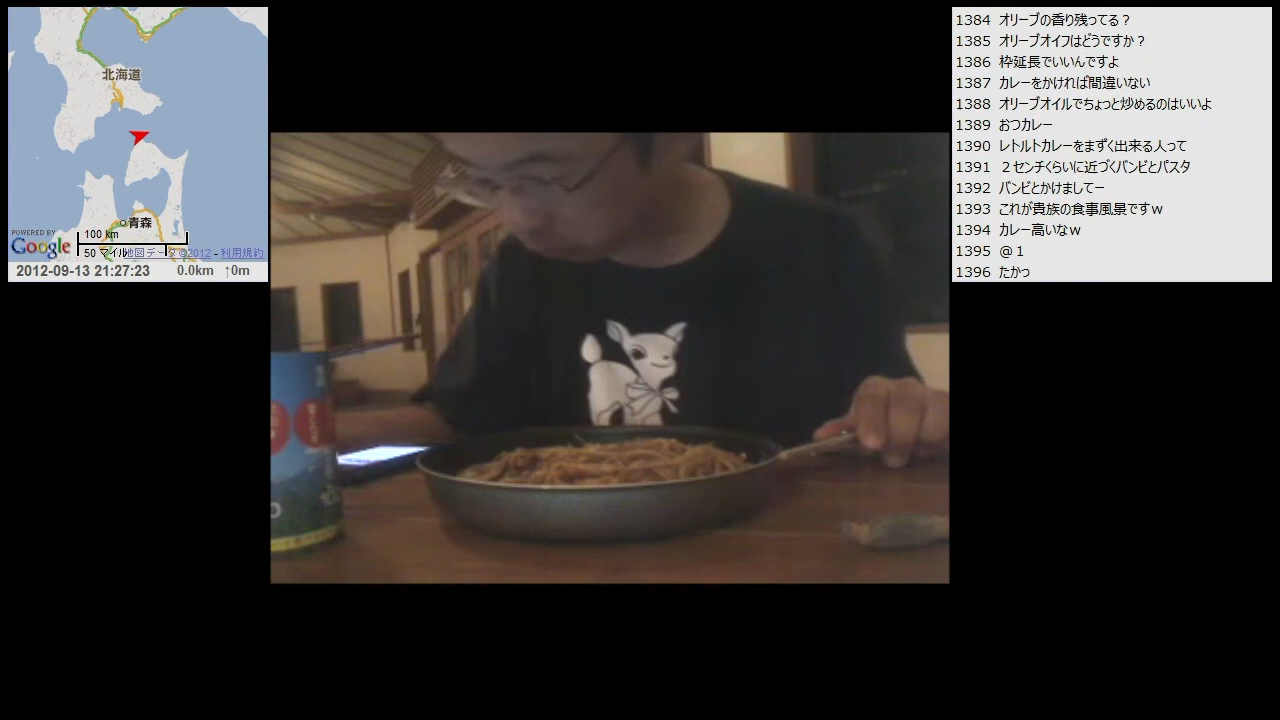 北海道
青森
POWERED BY
Google
100 km
50 マイル
地図データ ©2012 - 利用規約
2012-09-13 21:27:23 0.0km ↑0m
1384 オリーブの香り残ってる？
1385 オリーブオイフはどうですか？
1386 枠延長でいいんですよ
1387 カレーをかければ間違いない
1388 オリーブオイルでちょっと炒めるのはいいよ
1389 おつカレー
1390 レトルトカレーをまずく出来る人って
1391 ２センチくらいに近づくバンビとパスタ
1392 バンビとかけましてー
1393 これが貴族の食事風景ですｗ
1394 カレー高いなｗ
1395 @１
1396 たかっ